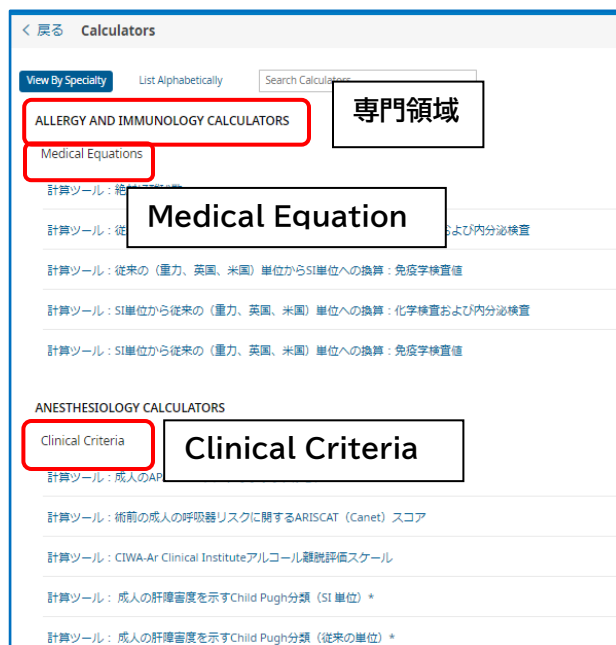 < 戻る Calculators
View By Specialty List Alphabetically Search Calculators
専門領域
ALLERGY AND IMMUNOLOGY CALCULATORS
Medical Equations
計算ツール：
Medical Equation
計算ツール：従 よび内分泌検査
計算ツール：従来の（重力、英国、米国）単位からSI単位への換算：免疫学検査値
計算ツール：SI単位から従来の（重力、英国、米国）単位への換算：化学検査および内分泌検査
計算ツール：SI単位から従来の（重力、英国、米国）単位への換算：免疫学検査値
ANESTHESIOLOGY CALCULATORS
Clinical Criteria
Clinical Criteria
計算ツール：成人のAP
計算ツール：術前の成人の呼吸器リスクに関するARISCAT（Canet）スコア
計算ツール：CIWA-Ar Clinical Instituteアルコール離脱評価スケール
計算ツール： 成人の肝障害度を示すChild Pugh分類（SI 単位）*
計算ツール： 成人の肝障害度を示すChild Pugh分類（従来の単位）*